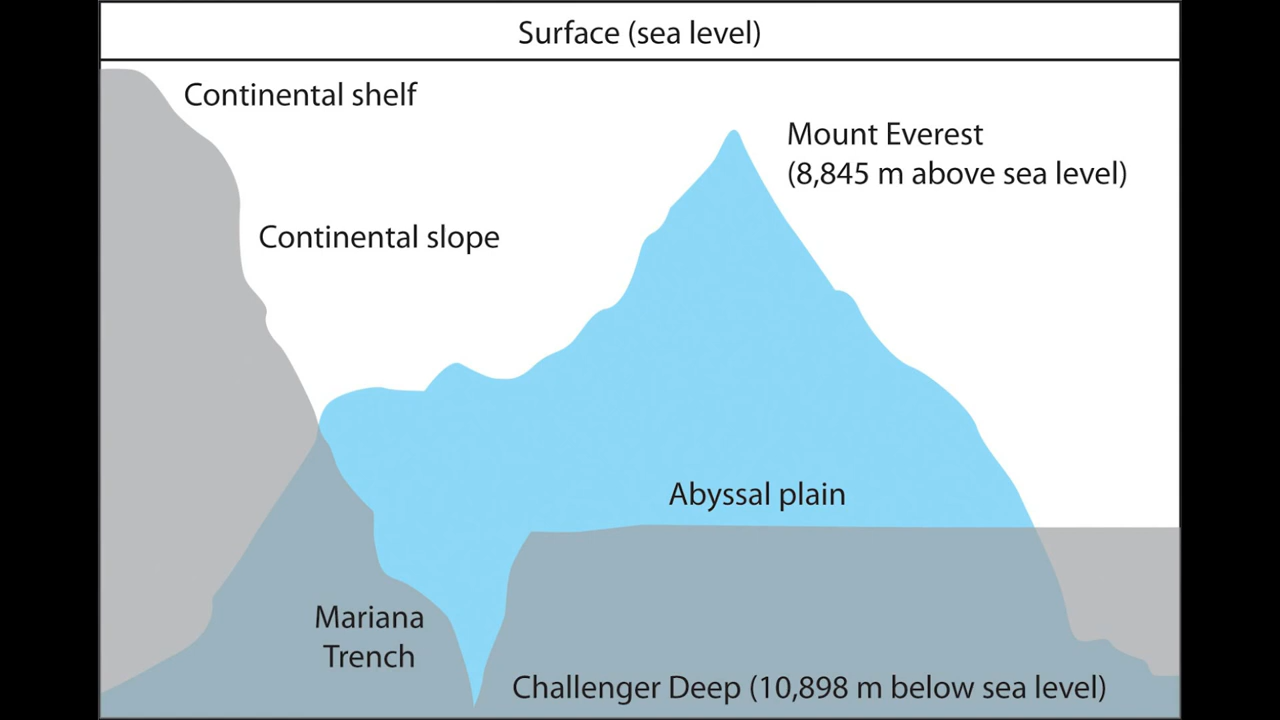 Surface (sea level)
Continental shelf
Mount Everest
(8,845 m above sea level)
Continental slope
Abyssal plain
Mariana
Trench
Challenger Deep (10,898 m below sea level)